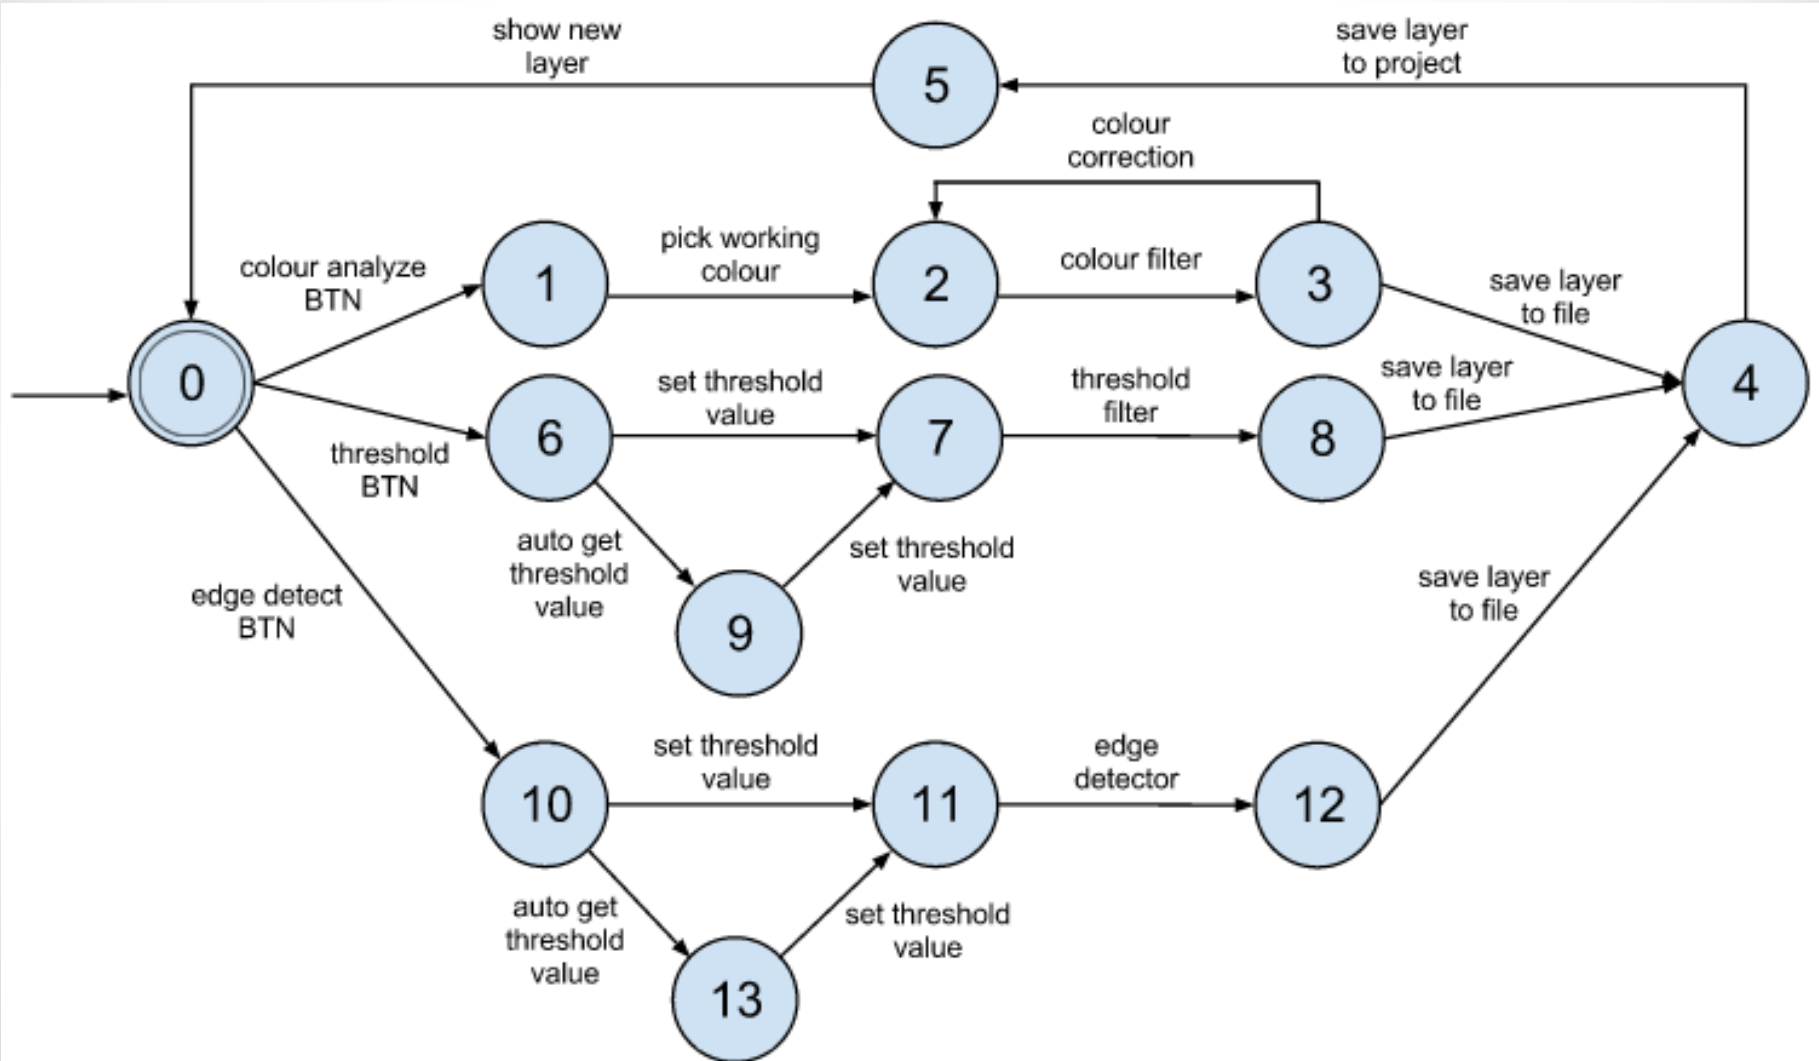 show new
layer
5
save layer
to project
colour
correction
colour analyze
BTN
1
pick working
colour
2
colour filter
3
save layer
to file
0
threshold
BTN
6
set threshold
value
7
threshold
filter
8
save layer
to file
4
auto get
threshold
value
9
set threshold
value
edge detect
BTN
save layer
to file
10
set threshold
value
11
edge
detector
12
auto get
threshold
value
13
set threshold
value